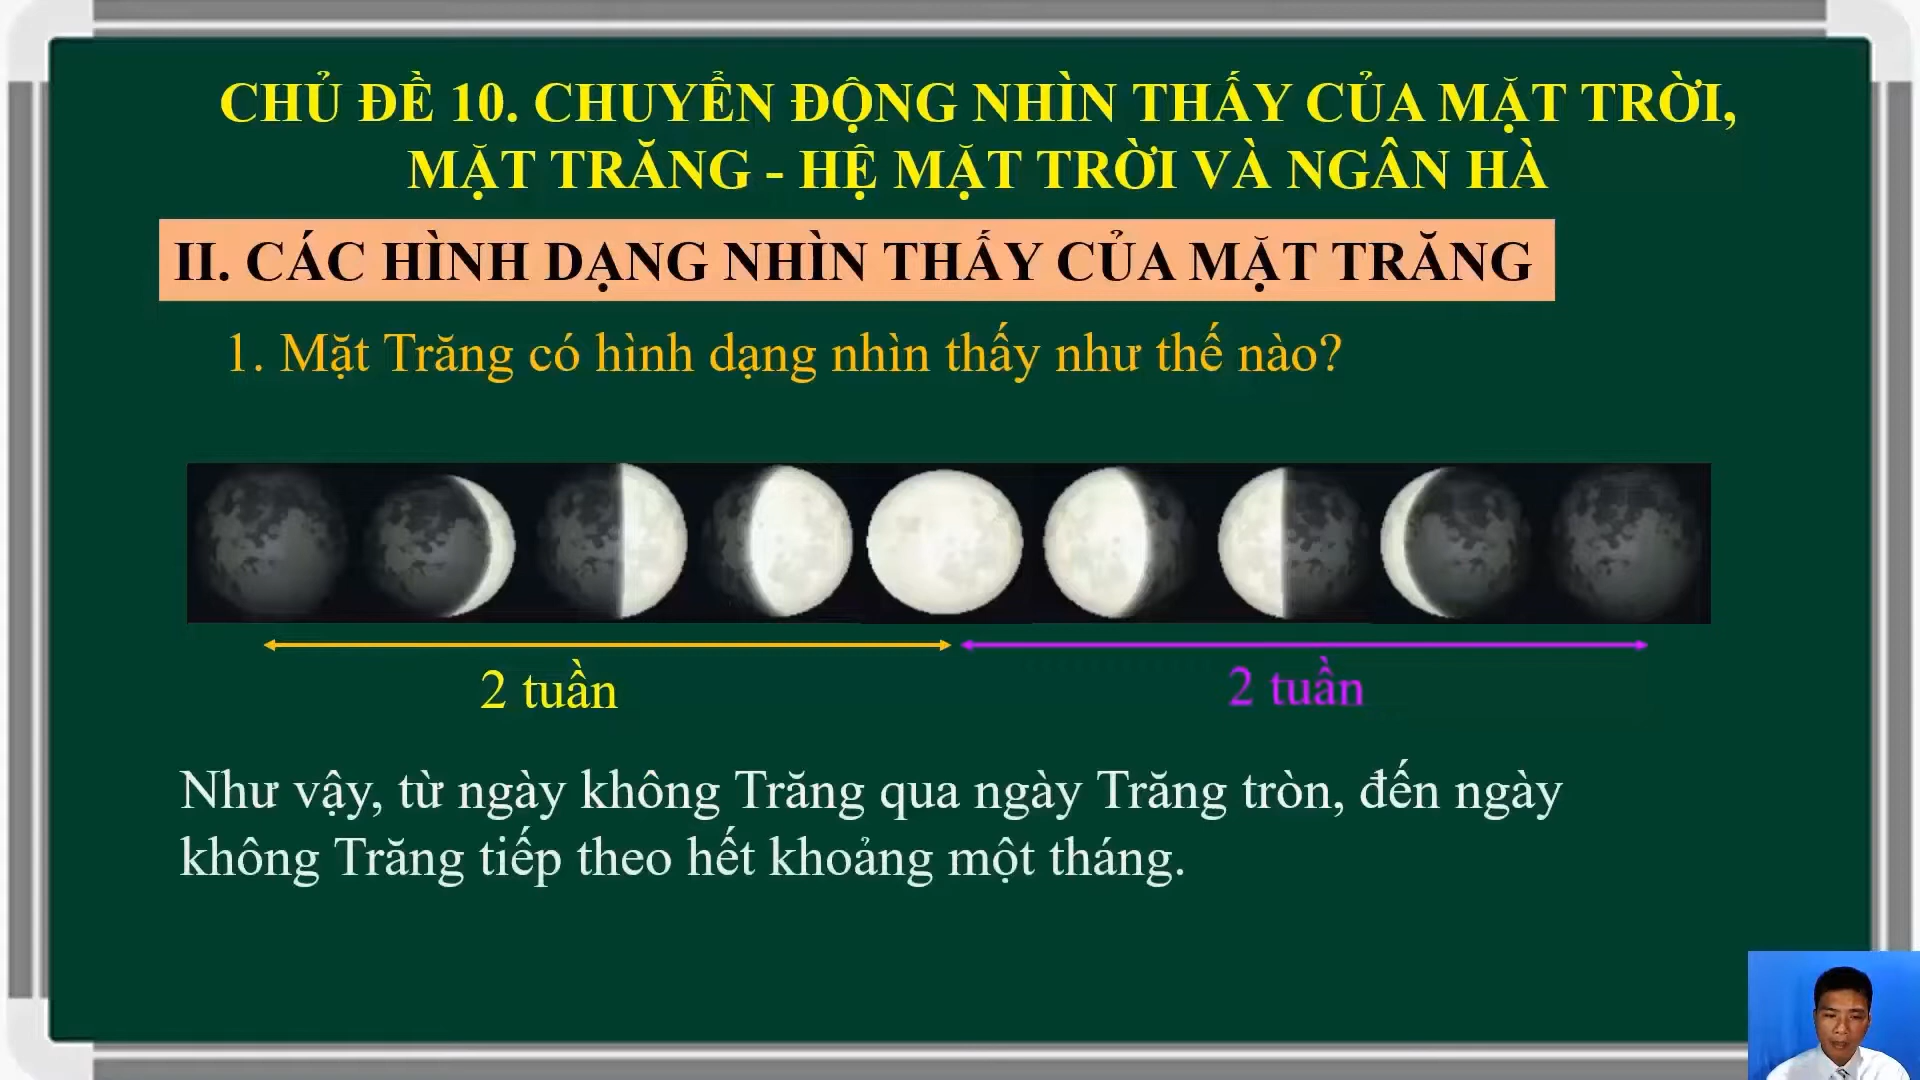 CHỦ ĐỀ 10. CHUYỂN ĐỘNG NHÌN THẤY CỦA MẶT TRỜI,
MẶT TRĂNG - HỆ MẶT TRỜI VÀ NGÂN HÀ
II. CÁC HÌNH DẠNG NHÌN THẤY CỦA MẶT TRĂNG
1. Mặt Trăng có hình dạng nhìn thấy như thế nào?
2 tuần
2 tuần
Như vậy, từ ngày không Trăng qua ngày Trăng tròn, đến ngày
không Trăng tiếp theo hết khoảng một tháng.